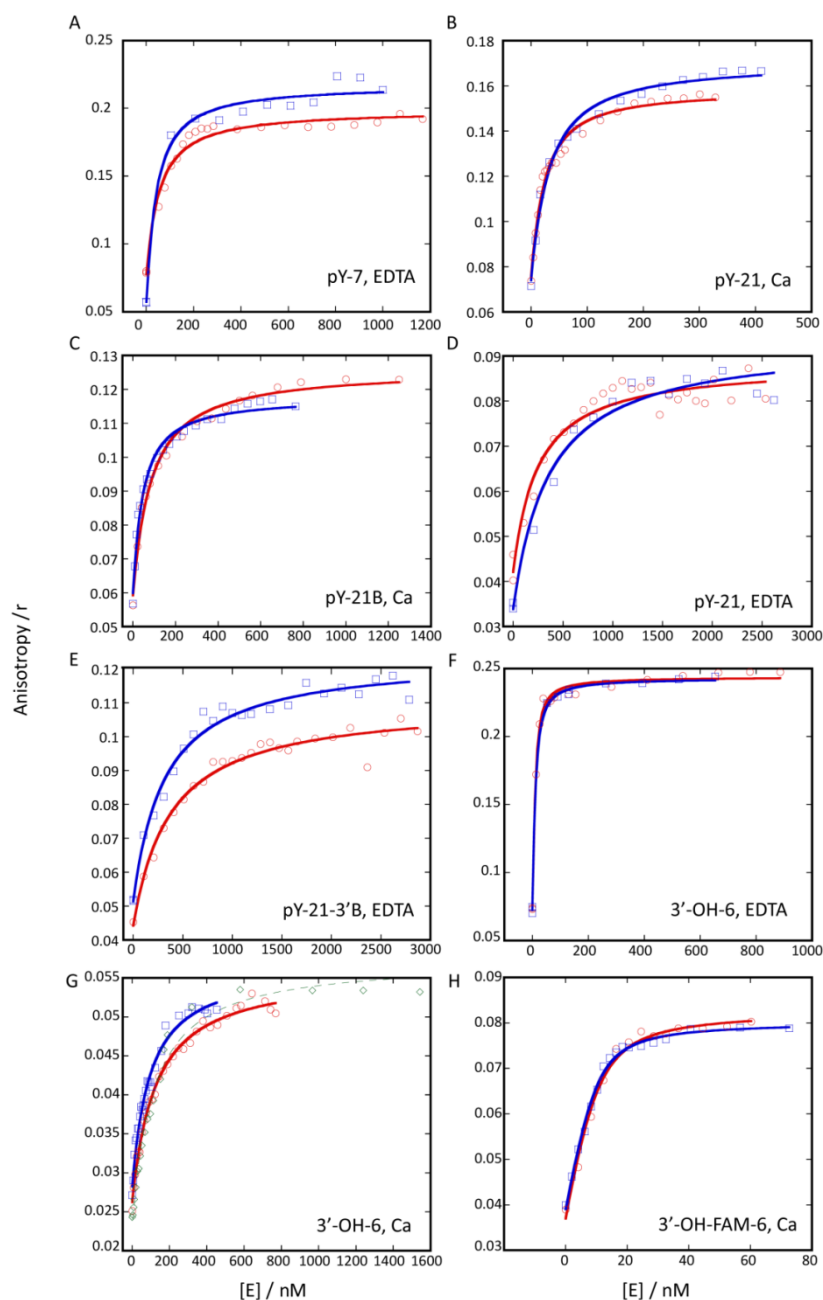 A
0.25
0.2
0.15
0.1
0.05
0 200 400 600 800 1000 1200
pY-7, EDTA
B
0.16
0.14
0.12
0.1
0.08
0.06
0 100 200 300 400 500
pY-21, Ca
C
0.13
0.12
0.11
0.1
0.09
0.08
0.07
0.06
0.05
0 200 400 600 800 1000 1200 1400
pY-21B, Ca
D
0.09
0.08
0.07
0.06
0.05
0.04
0.03
0 500 1000 1500 2000 2500 3000
pY-21, EDTA
Anisotropy /r
E
0.12
0.11
0.1
0.09
0.08
0.07
0.06
0.05
0.04
0 500 1000 1500 2000 2500 3000
pY-21-3'B, EDTA
F
0.25
0.2
0.15
0.1
0.05
0 200 400 600 800 1000
3'-OH-6, EDTA
G
0.055
0.05
0.045
0.04
0.035
0.03
0.025
0.02
0 200 400 600 800 1000 1200 1400 1600
3'-OH-6, Ca
[E] / nM
H
0.09
0.08
0.07
0.06
0.05
0.04
0.03
0 20 40 60 80
3'-OH-FAM-6, Ca
[E] / nM